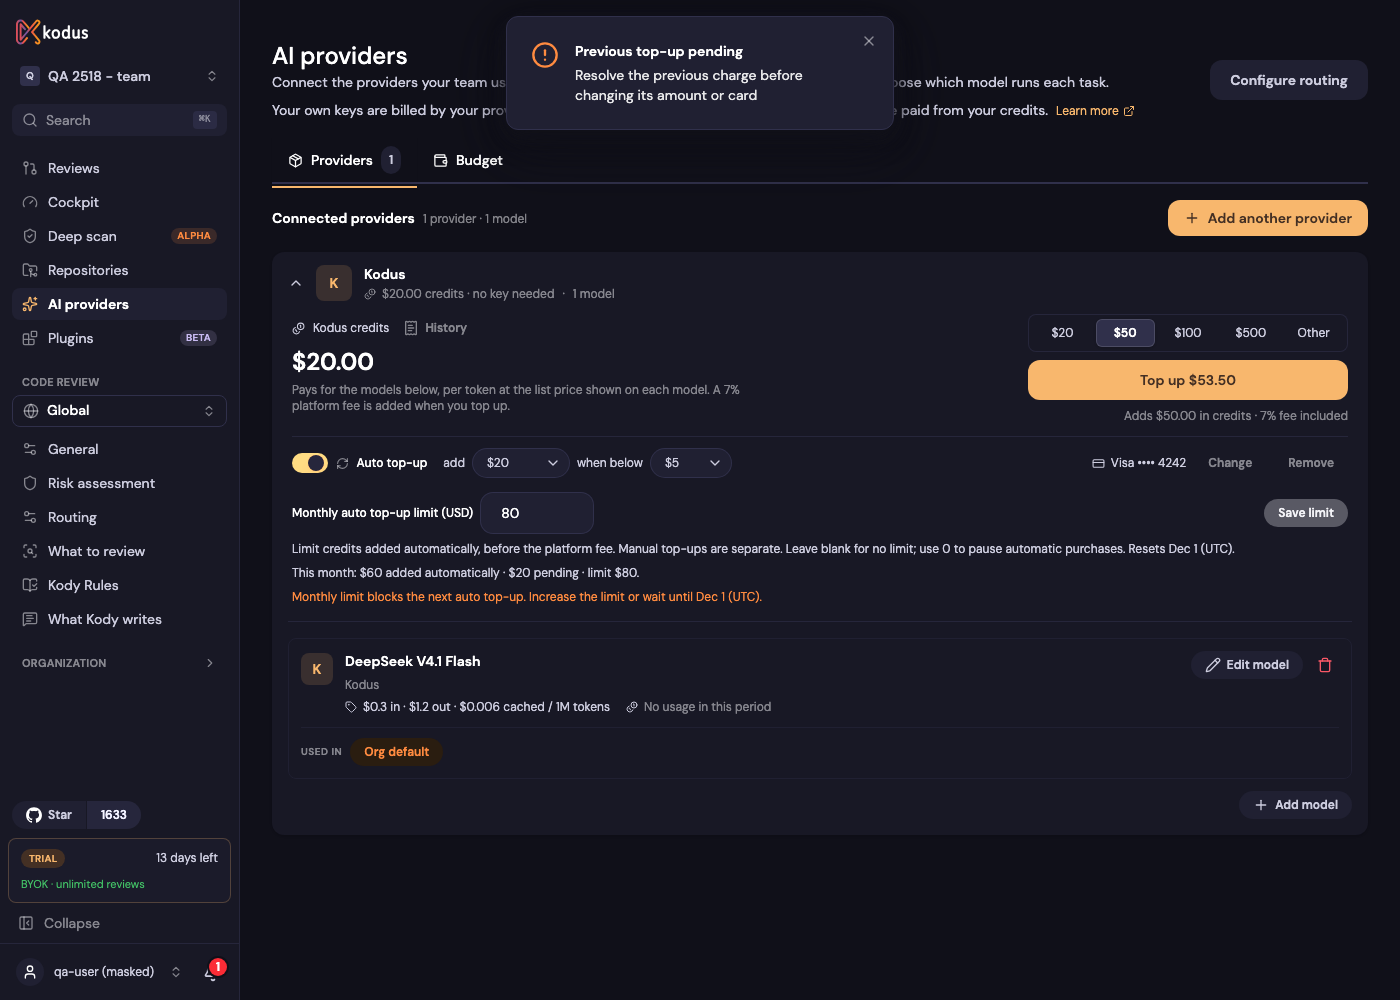 kodus
Q QA 2518 - team
Search ⌘K
Reviews
Cockpit
Deep scan ALPHA
Repositories
AI providers
Plugins BETA
CODE REVIEW
Global
General
Risk assessment
Routing
What to review
Kody Rules
What Kody writes
ORGANIZATION
Star 1633
TRIAL 13 days left
BYOK · unlimited reviews
Collapse
qa-user (masked) 1
Previous top-up pending
Resolve the previous charge before
changing its amount or card
AI providers
Connect the providers your team us
ose which model runs each task.
Your own keys are billed by your prov
paid from your credits. Learn more
Configure routing
Providers 1 Budget
Connected providers 1 provider · 1 model
Add another provider
K Kodus
$20.00 credits · no key needed · 1 model
Kodus credits History
$20.00
Pays for the models below, per token at the list price shown on each model. A 7%
platform fee is added when you top up.
$20 $50 $100 $500 Other
Top up $53.50
Adds $50.00 in credits · 7% fee included
Auto top-up add $20 when below $5 Visa •••• 4242 Change Remove
Monthly auto top-up limit (USD) 80 Save limit
Limit credits added automatically, before the platform fee. Manual top-ups are separate. Leave blank for no limit; use 0 to pause automatic purchases. Resets Dec 1 (UTC).
This month: $60 added automatically · $20 pending · limit $80.
Monthly limit blocks the next auto top-up. Increase the limit or wait until Dec 1 (UTC).
K DeepSeek V4.1 Flash Edit model
Kodus
$0.3 in · $1.2 out · $0.006 cached / 1M tokens No usage in this period
USED IN Org default
Add model